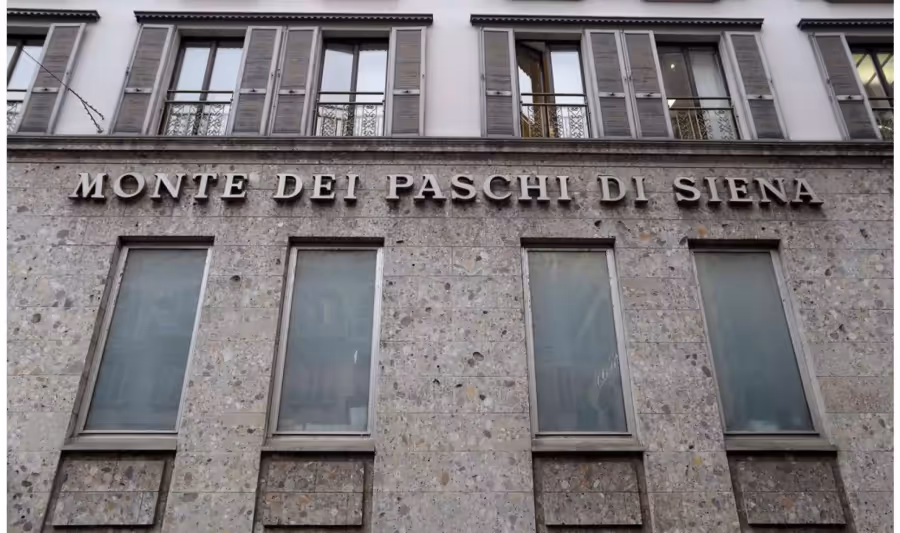 MONTE DEI PASCHI DI SIENA